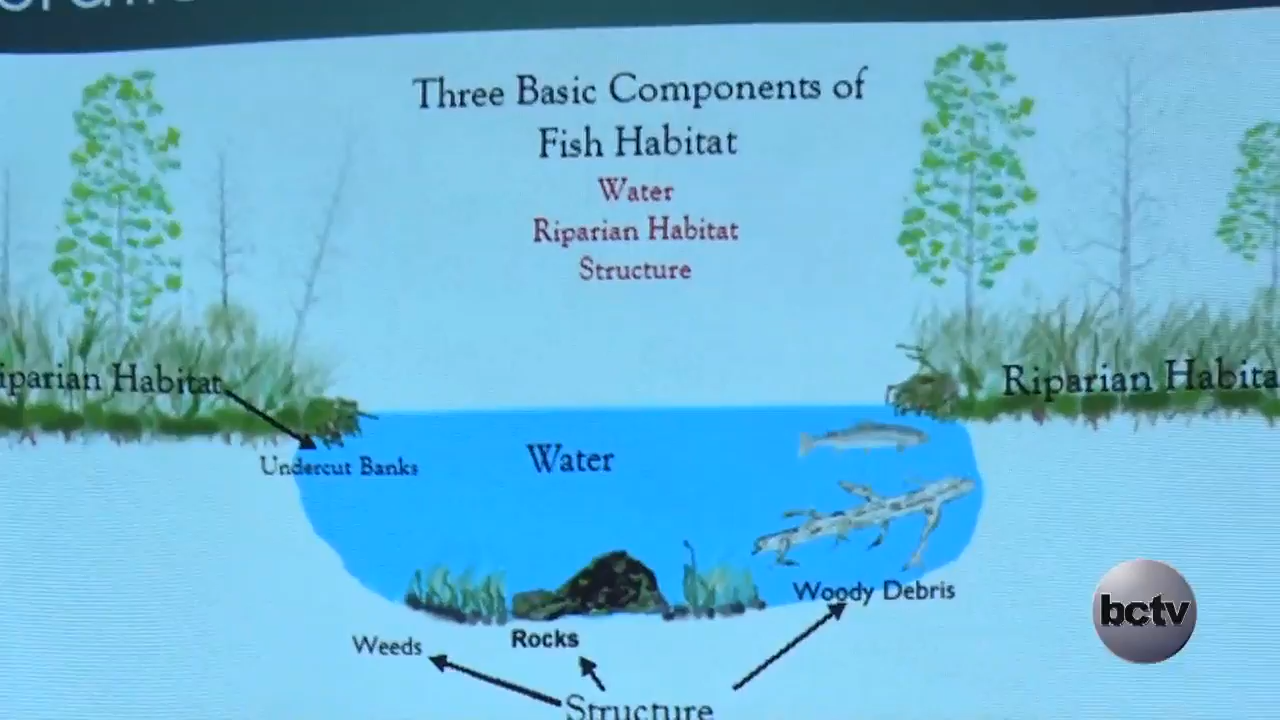 Three Basic Components of
Fish Habitat
Water
Riparian Habitat
Structure
iparian Habitat
Riparian Habita
Undercut Banks
Water
Woody Debris
Weeds
Rocks
Structure
bctv